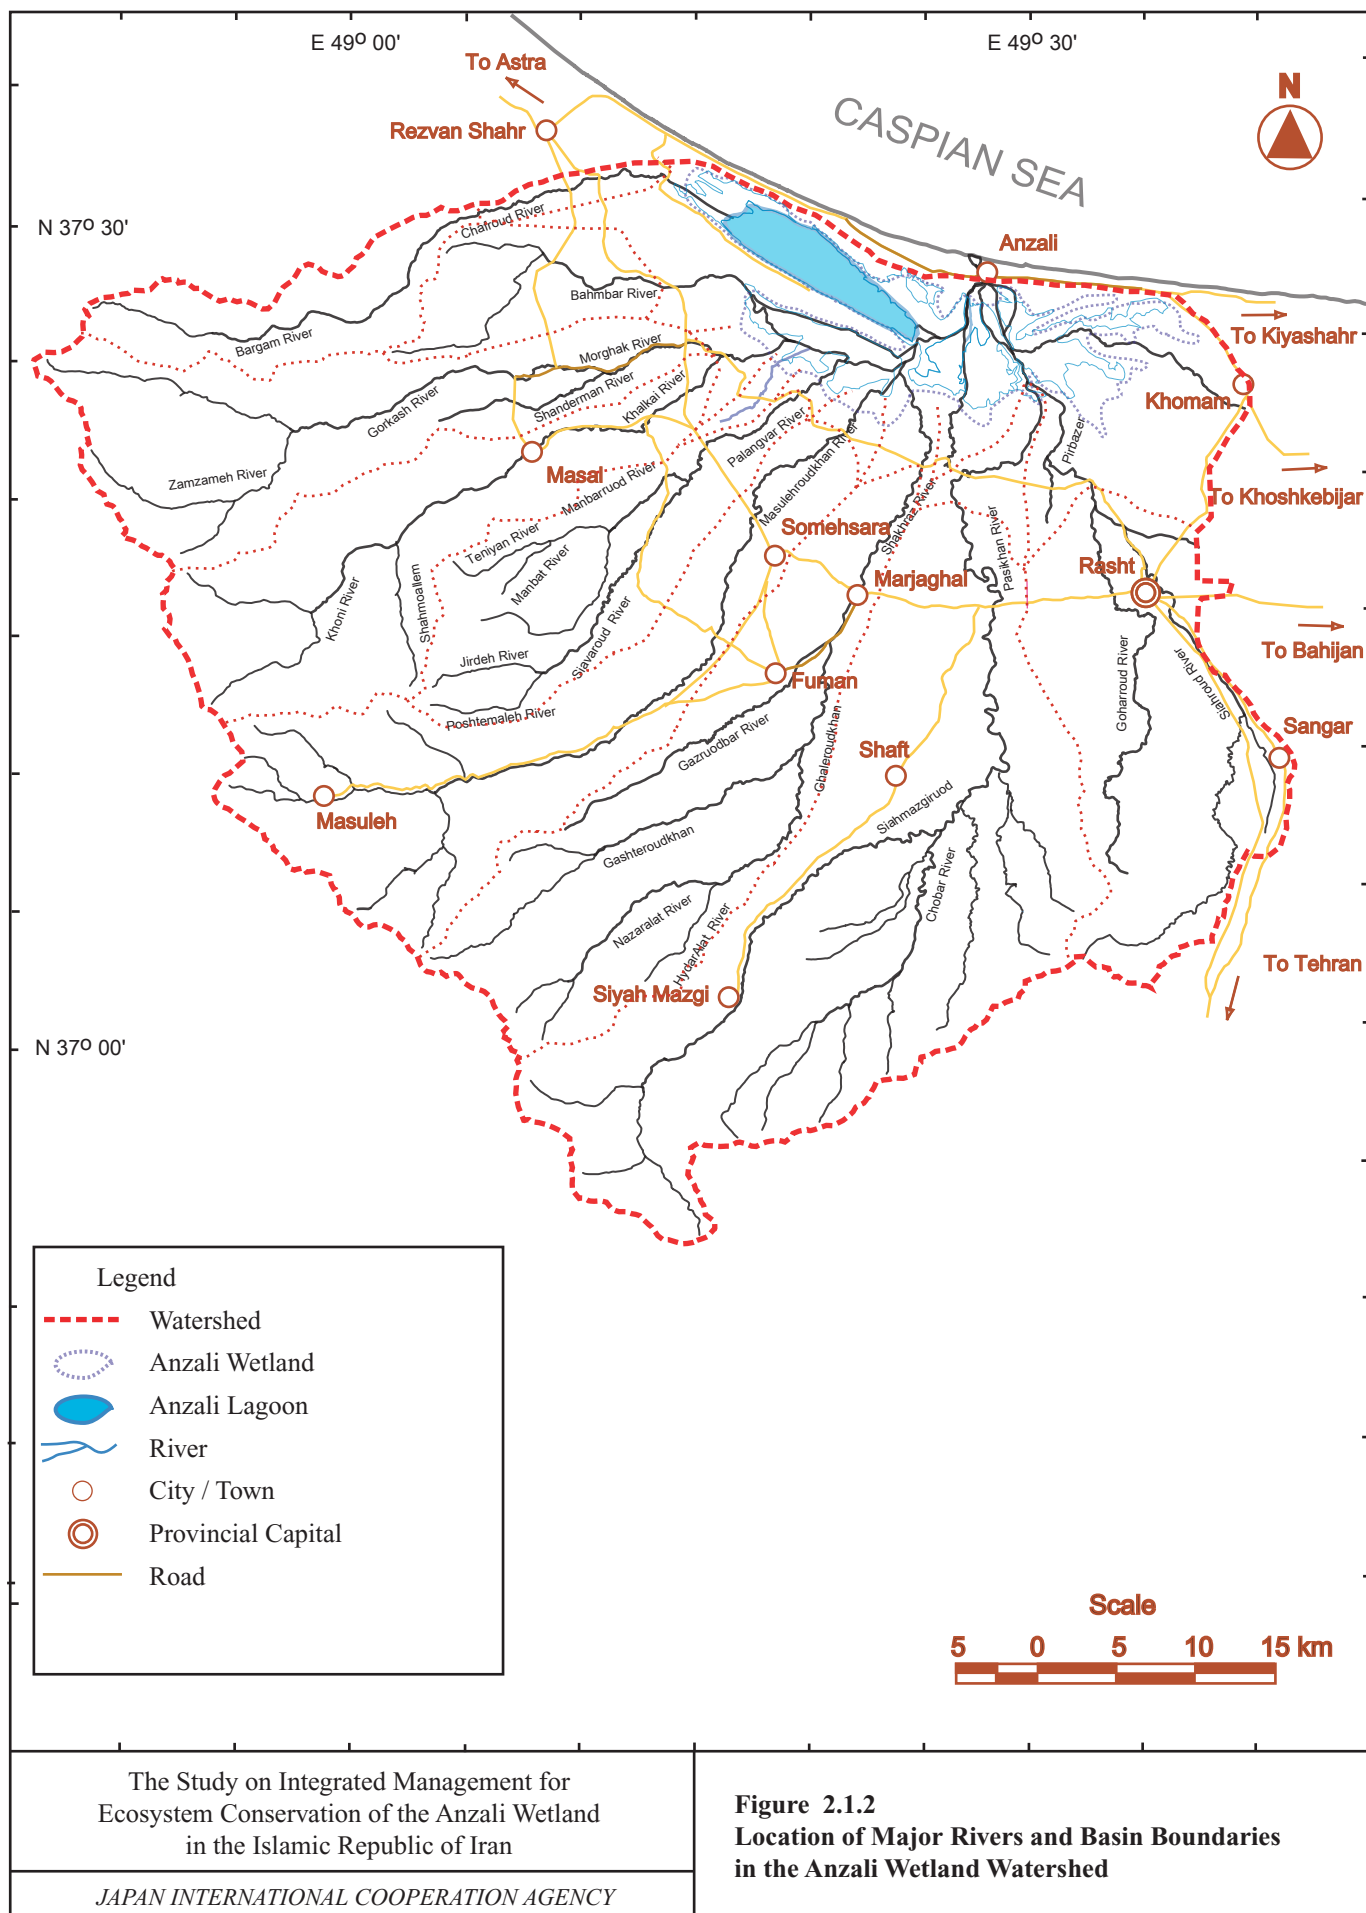 E 49º 00'
E 49º 30'
To Astra
N
Rezvan Shahr
CASPIAN SEA
N 37º 30'
Chafroud River
Anzali
Bahmbar River
To Kiyashahr
Bargam River
Morghak River
Shanderman River
Khalkai River
Khomam
Gorkash River
Palangvar River
Masulehroudkhan River
Pirbazer
Masal
Zamzameh River
Manbarruod River
To Khoshkebijar
Somehsara
Shakhraz River
Pasikhan River
Teniyan River
Manbat River
Marjaghal
Rasht
Khoni River
Shahmoallem
Siavaroud River
Jirdeh River
To Bahijan
Fuman
Goharroud River
Siahroud River
Poshtemaleh River
Gazruodbar River
Ghaleroudkhan
Shaft
Sangar
Masuleh
Siahmazgiruod
Gashteroudkhan
Chobar River
Nazaralat River
HydarAlat River
Siyah Mazgi
To Tehran
N 37º 00'
Legend
Watershed
Anzali Wetland
Anzali Lagoon
River
City / Town
Provincial Capital
Road
Scale
5 0 5 10 15 km
The Study on Integrated Management for
Ecosystem Conservation of the Anzali Wetland
in the Islamic Republic of Iran
JAPAN INTERNATIONAL COOPERATION AGENCY
Figure 2.1.2
Location of Major Rivers and Basin Boundaries
in the Anzali Wetland Watershed